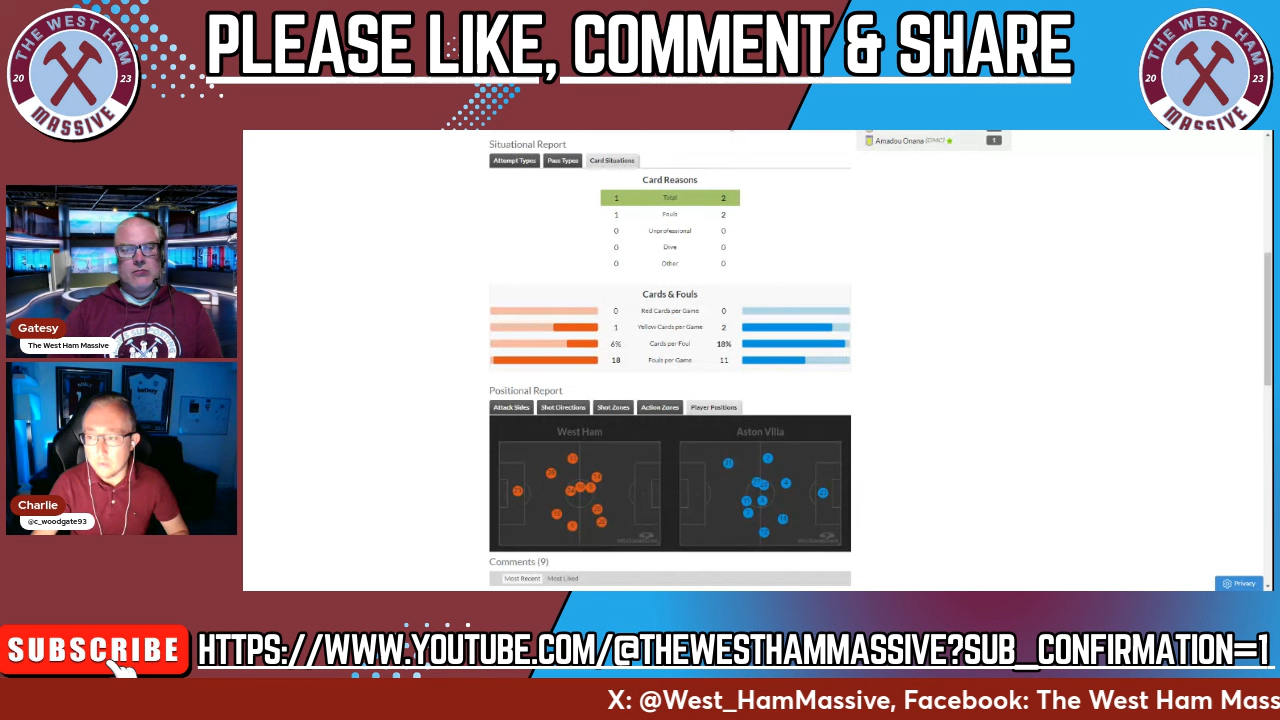 PLEASE LIKE, COMMENT & SHARE
THE WEST HAM
20 23
MASSIVE
THE WEST HAM
20 23
MASSIVE
Amadou Onana (DMC) 1
Situational Report
Attempt Types Pass Types Card Situations
Card Reasons
1 Total 2
1 Fouls 2
0 Unprofessional 0
0 Dive 0
0 Other 0
Cards & Fouls
0 Red Cards per Game 0
1 Yellow Cards per Game 2
6% Cards per Foul 18%
18 Fouls per Game 11
Positional Report
Attack Sides Shot Directions Shot Zones Action Zones Player Positions
West Ham Aston Villa
Comments (9)
Most Recent Most Liked
Privacy
Gatesy
The West Ham Massive
betway
Charlie
@c_woodgate93
SUBSCRIBE
HTTPS://WWW.YOUTUBE.COM/@THEWESTHAMMASSIVE?SUB_CONFIRMATION=1
X: @West_HamMassive, Facebook: The West Ham Mass